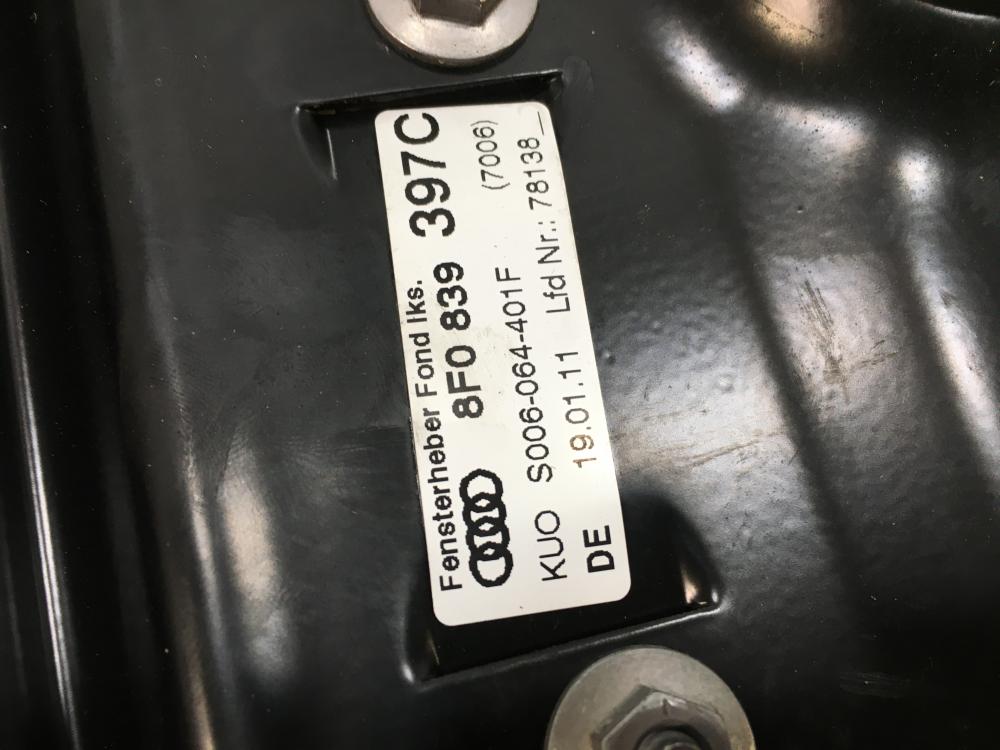 Fensterheber Fond lks.
8F0 839 397C
KUO S006-064-401F (7006)
DE 19.01.11 Lfd Nr.: 78138_